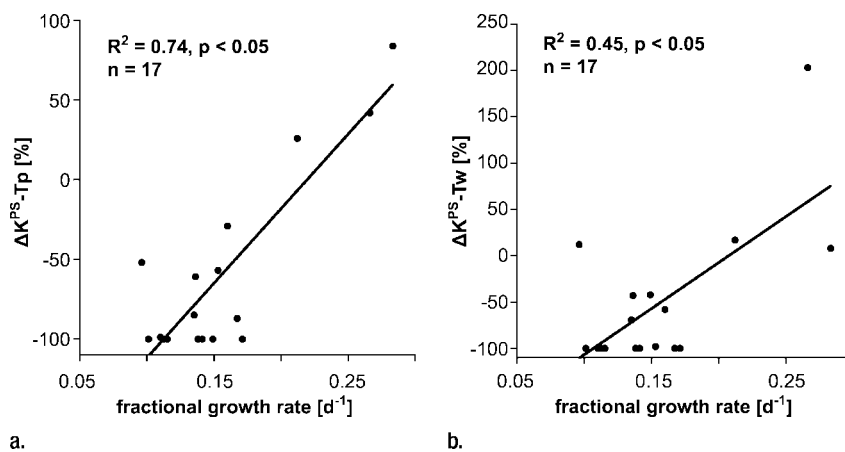 R² = 0.74, p < 0.05
n = 17
100
50
0
-50
-100
ΔK^PS-Tp [%]
0.05
0.15
0.25
fractional growth rate [d⁻¹]
a.
R² = 0.45, p < 0.05
n = 17
250
200
150
100
50
0
-50
-100
ΔK^PS-Tw [%]
0.05
0.15
0.25
fractional growth rate [d⁻¹]
b.